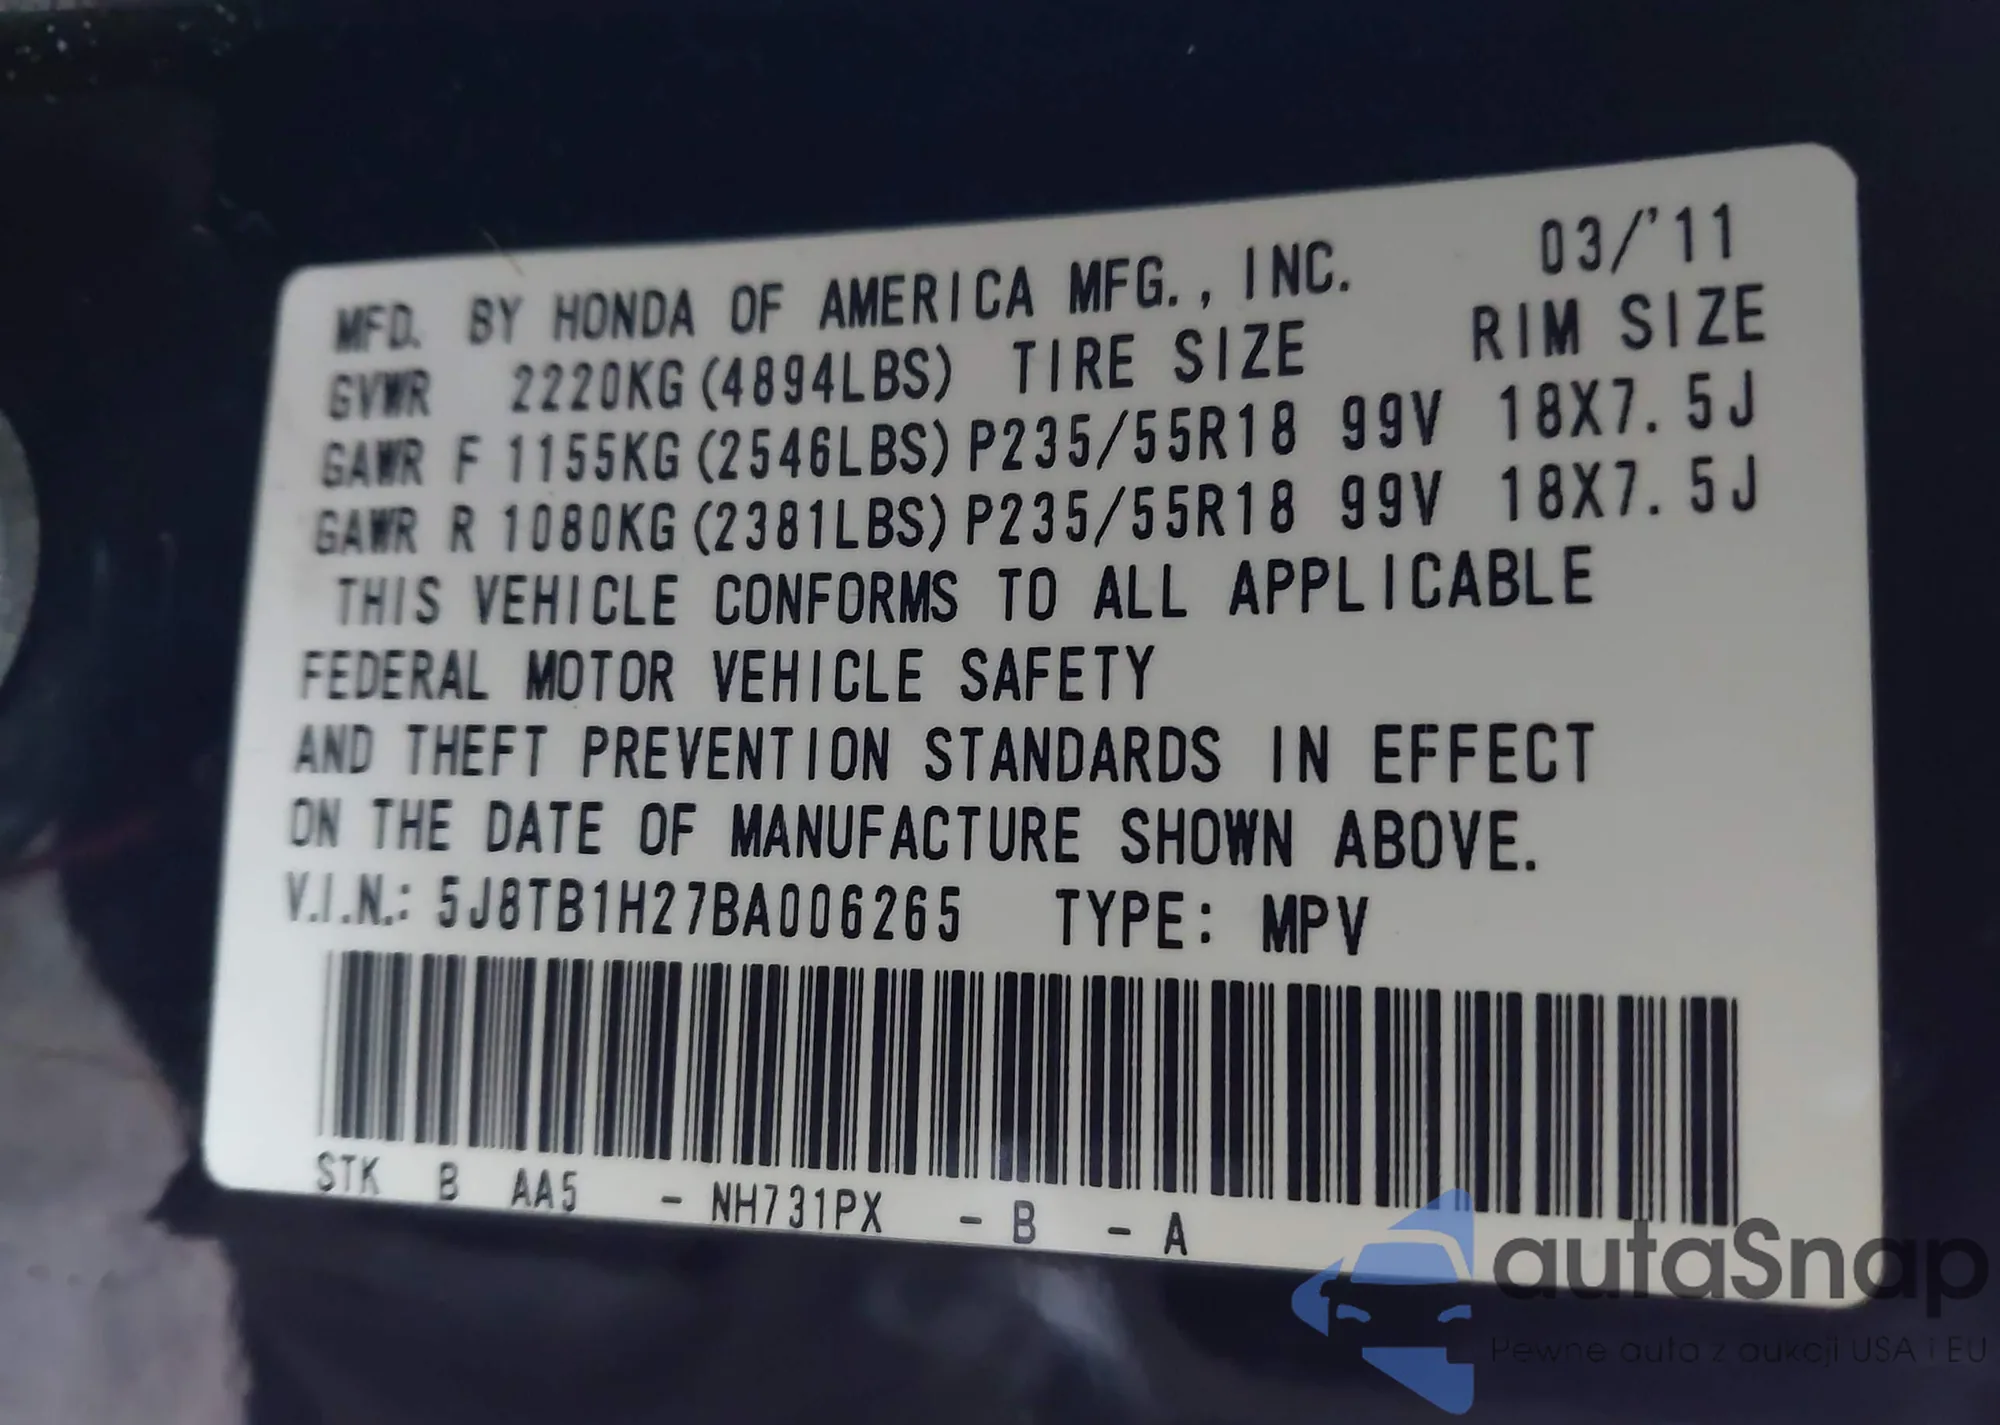 MFD. BY HONDA OF AMERICA MFG., INC. 03/'11
GVWR 2220KG (4894LBS) TIRE SIZE RIM SIZE
GAWR F 1155KG (2546LBS) P235/55R18 99V 18X7.5J
GAWR R 1080KG (2381LBS) P235/55R18 99V 18X7.5J
THIS VEHICLE CONFORMS TO ALL APPLICABLE
FEDERAL MOTOR VEHICLE SAFETY
AND THEFT PREVENTION STANDARDS IN EFFECT
ON THE DATE OF MANUFACTURE SHOWN ABOVE.
V.I.N.: 5J8TB1H27BA006265 TYPE: MPV
STK B AA5 - NH731PX - B - A
autaSnap
Pewne auta z aukcji USA i EU